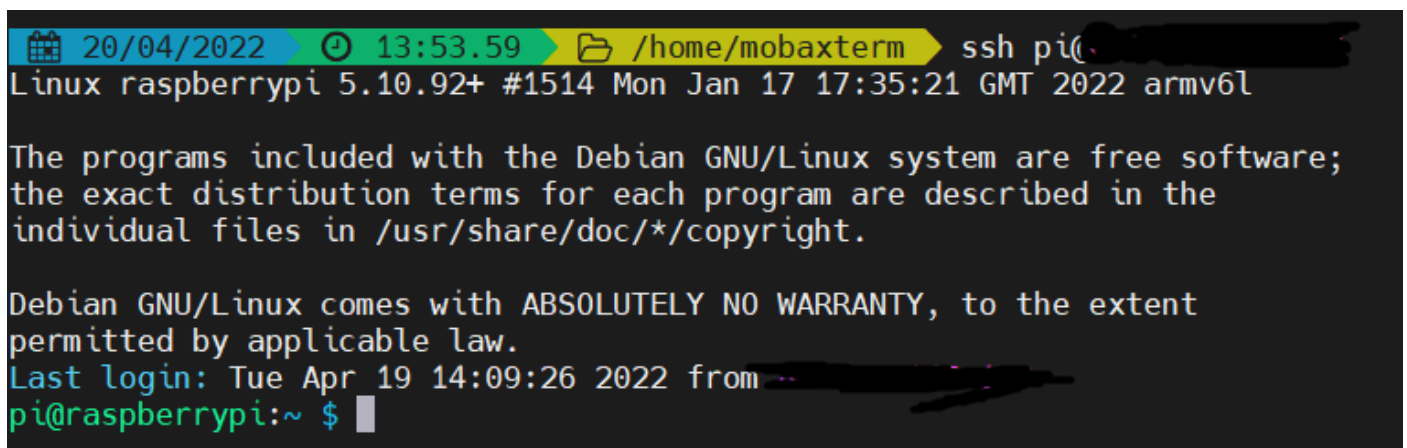 20/04/2022 13:53.59 /home/mobaxterm ssh pi@
Linux raspberrypi 5.10.92+ #1514 Mon Jan 17 17:35:21 GMT 2022 armv6l
The programs included with the Debian GNU/Linux system are free software;
the exact distribution terms for each program are described in the
individual files in /usr/share/doc/*/copyright.
Debian GNU/Linux comes with ABSOLUTELY NO WARRANTY, to the extent
permitted by applicable law.
Last login: Tue Apr 19 14:09:26 2022 from
pi@raspberrypi:~ $